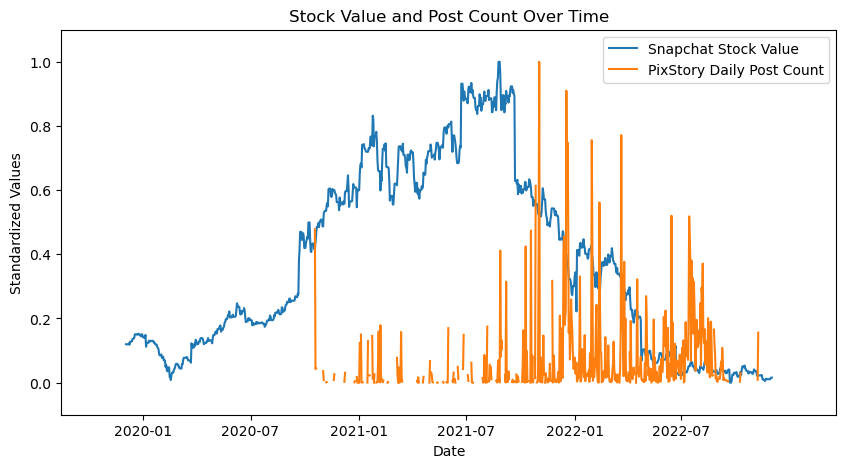 Stock Value and Post Count Over Time
Snapchat Stock Value
PixStory Daily Post Count
1.0
0.8
0.6
0.4
0.2
0.0
Standardized Values
2020-01 2020-07 2021-01 2021-07 2022-01 2022-07
Date